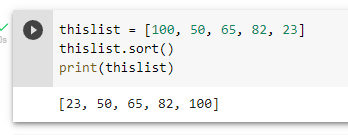 thislist = [100, 50, 65, 82, 23]
thislist.sort()
print(thislist)
[23, 50, 65, 82, 100]